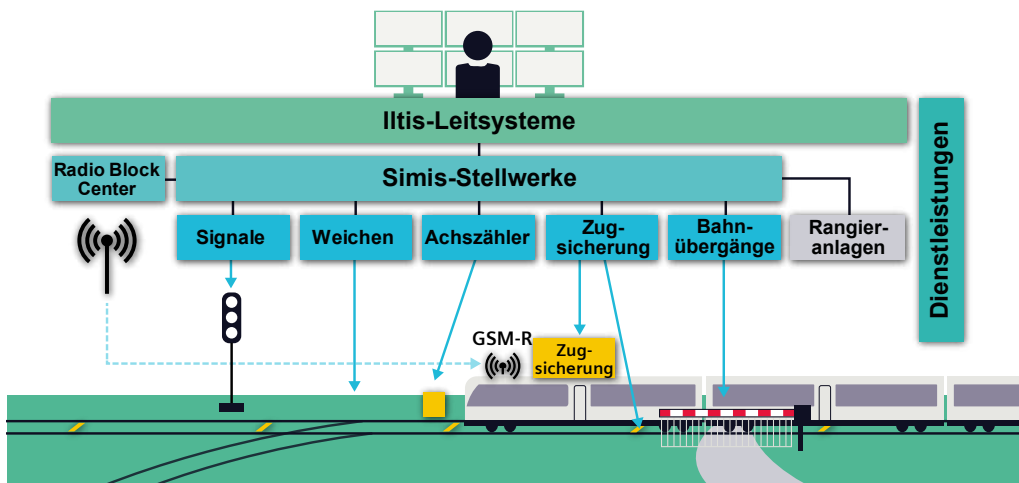 Iltis-Leitsysteme
Dienstleistungen
Radio Block
Center
Simis-Stellwerke
Signale
Weichen
Achszähler
Zug-
sicherung
Bahn-
übergänge
Rangier-
anlagen
GSM-R
Zug-
sicherung